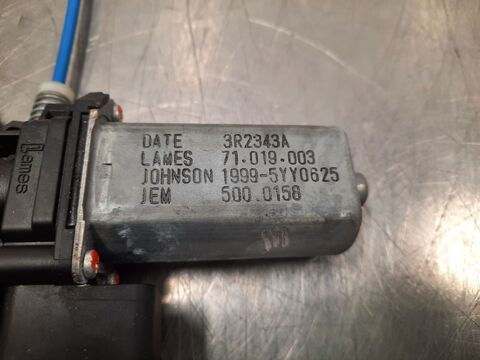 DATE 3R2343A
LAMES 71.019.003
JOHNSON 1999-5YY0625
JEM 500.0158
Lames